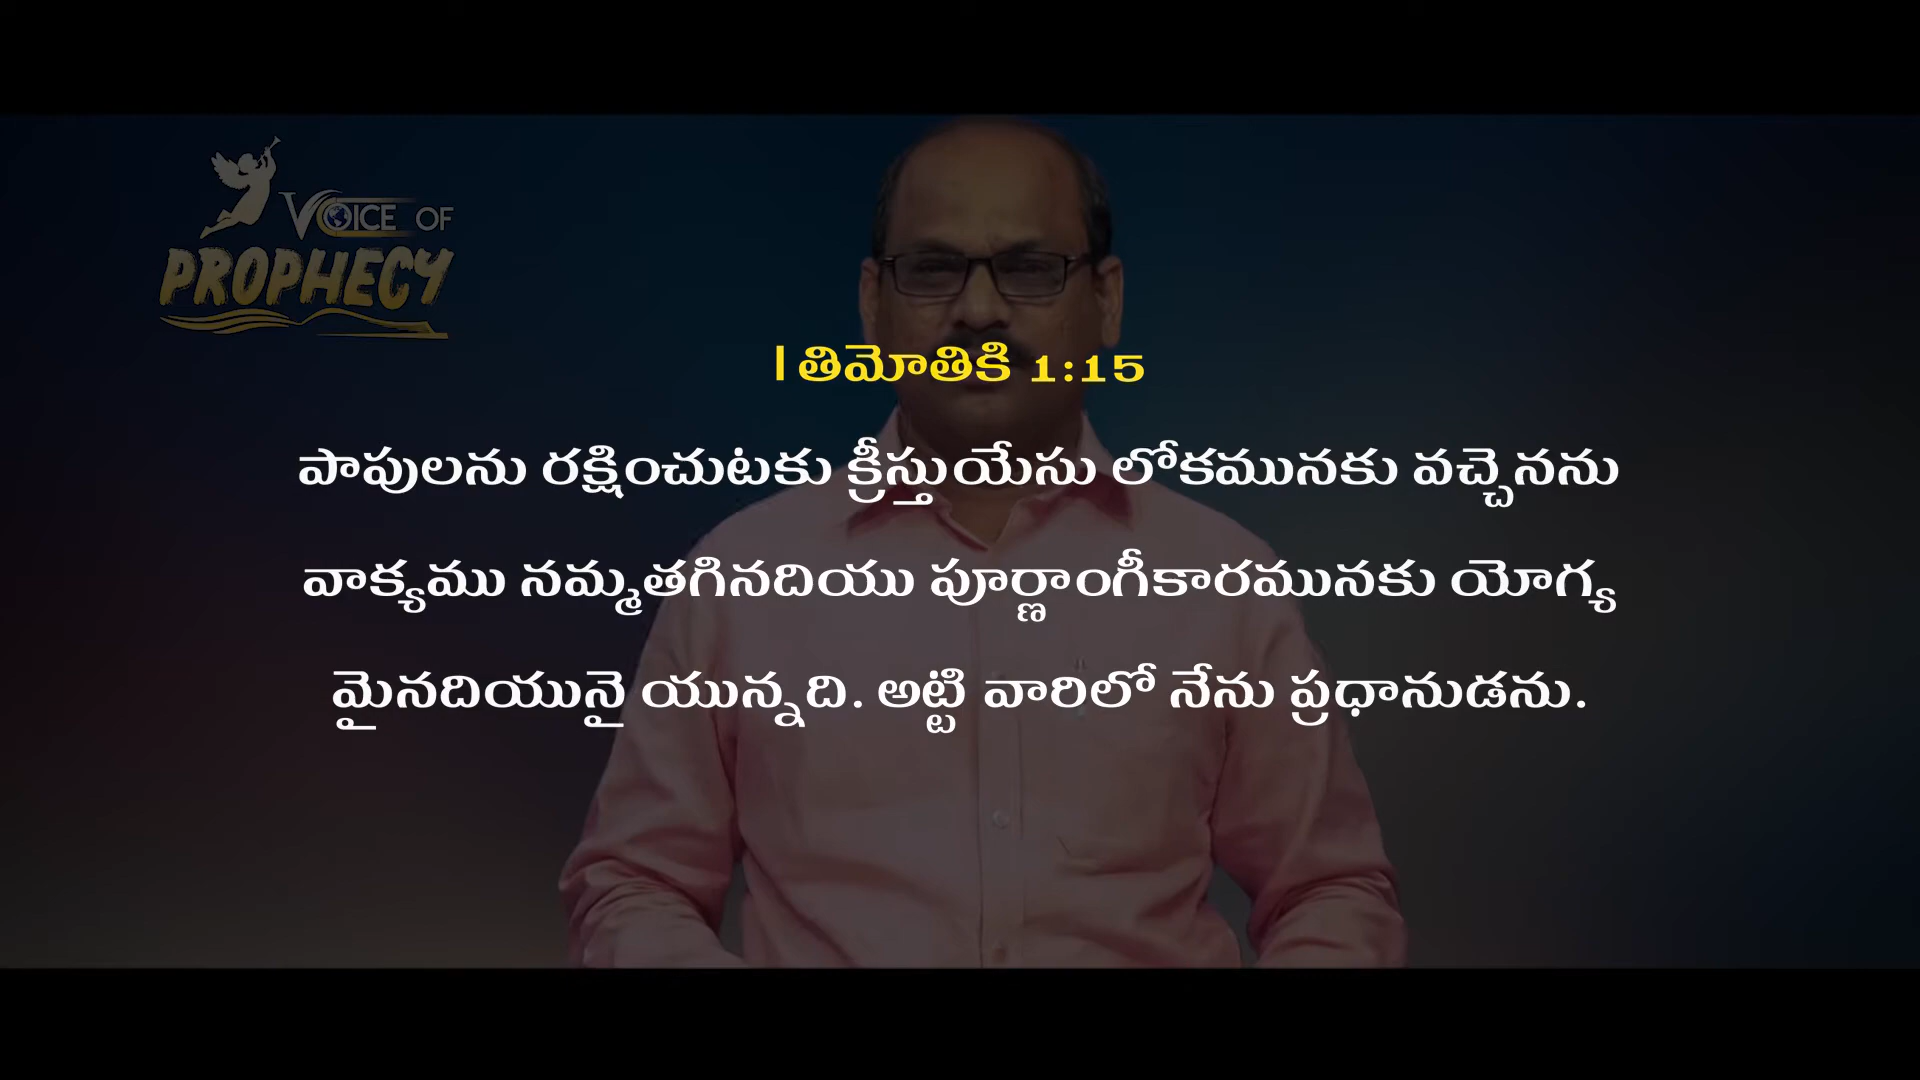 VOICE OF
PROPHECY
I తిమోతికి 1:15
పాపులను రక్షించుటకు క్రీస్తుయేసు లోకమునకు వచ్చెనను
వాక్యము నమ్మతగినదియు పూర్ణాంగీకారమునకు యోగ్య
మైనదియునై యున్నది. అట్టి వారిలో నేను ప్రధానుడను.